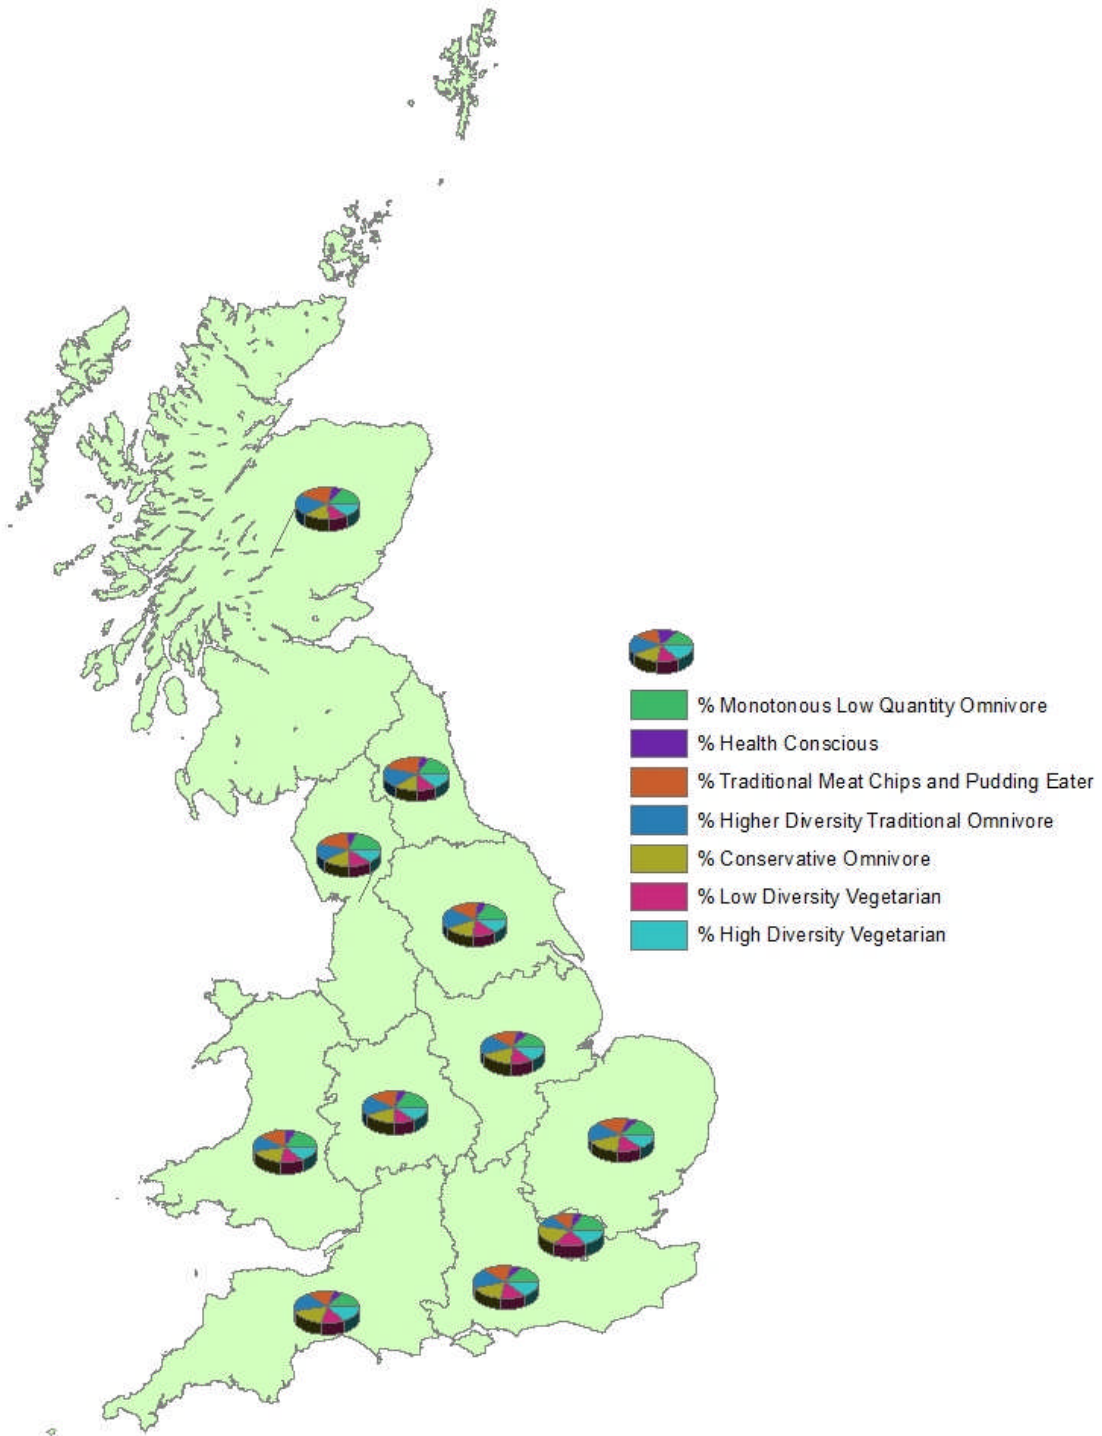 % Monotonous Low Quantity Omnivore
% Health Conscious
% Traditional Meat Chips and Pudding Eater
% Higher Diversity Traditional Omnivore
% Conservative Omnivore
% Low Diversity Vegetarian
% High Diversity Vegetarian